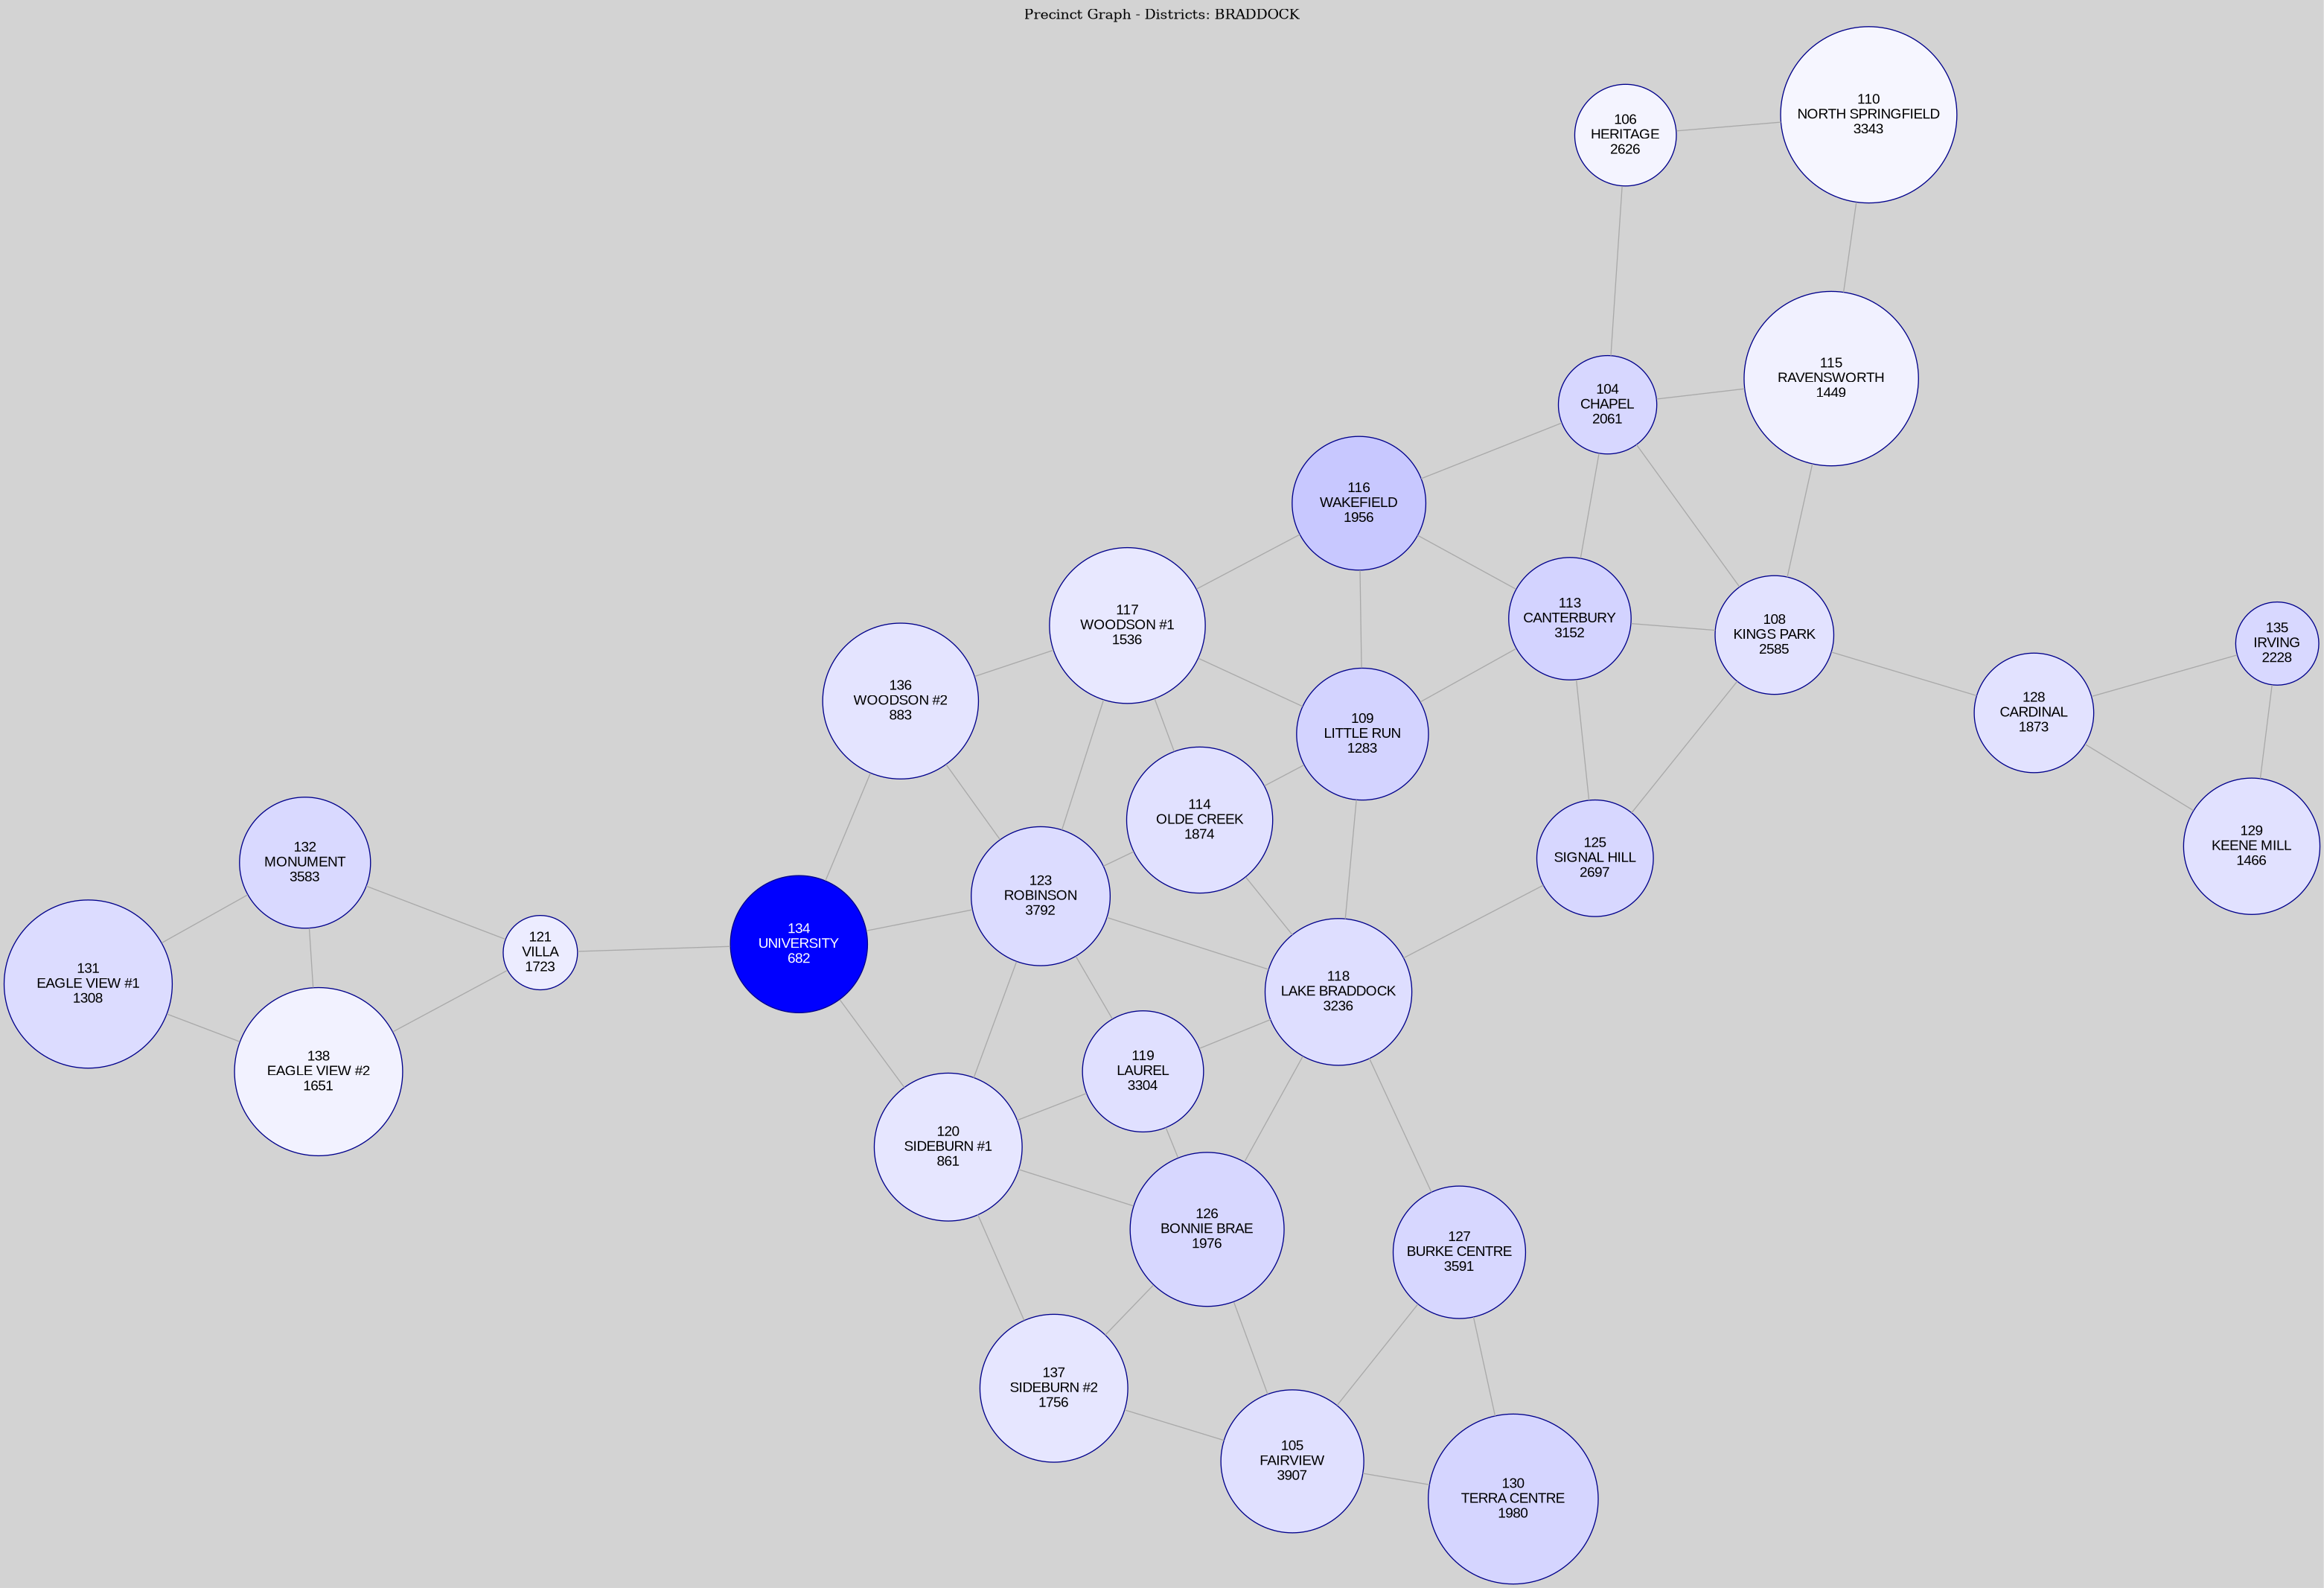 Precinct Graph - Districts: BRADDOCK
110
NORTH SPRINGFIELD
3343
106
HERITAGE
2626
115
RAVENSWORTH
1449
104
CHAPEL
2061
116
WAKEFIELD
1956
117
WOODSON #1
1536
113
CANTERBURY
3152
108
KINGS PARK
2585
135
IRVING
2228
136
WOODSON #2
883
128
CARDINAL
1873
109
LITTLE RUN
1283
114
OLDE CREEK
1874
129
KEENE MILL
1466
132
MONUMENT
3583
125
SIGNAL HILL
2697
123
ROBINSON
3792
134
UNIVERSITY
682
121
VILLA
1723
131
EAGLE VIEW #1
1308
118
LAKE BRADDOCK
3236
138
EAGLE VIEW #2
1651
119
LAUREL
3304
120
SIDEBURN #1
861
126
BONNIE BRAE
1976
127
BURKE CENTRE
3591
137
SIDEBURN #2
1756
105
FAIRVIEW
3907
130
TERRA CENTRE
1980